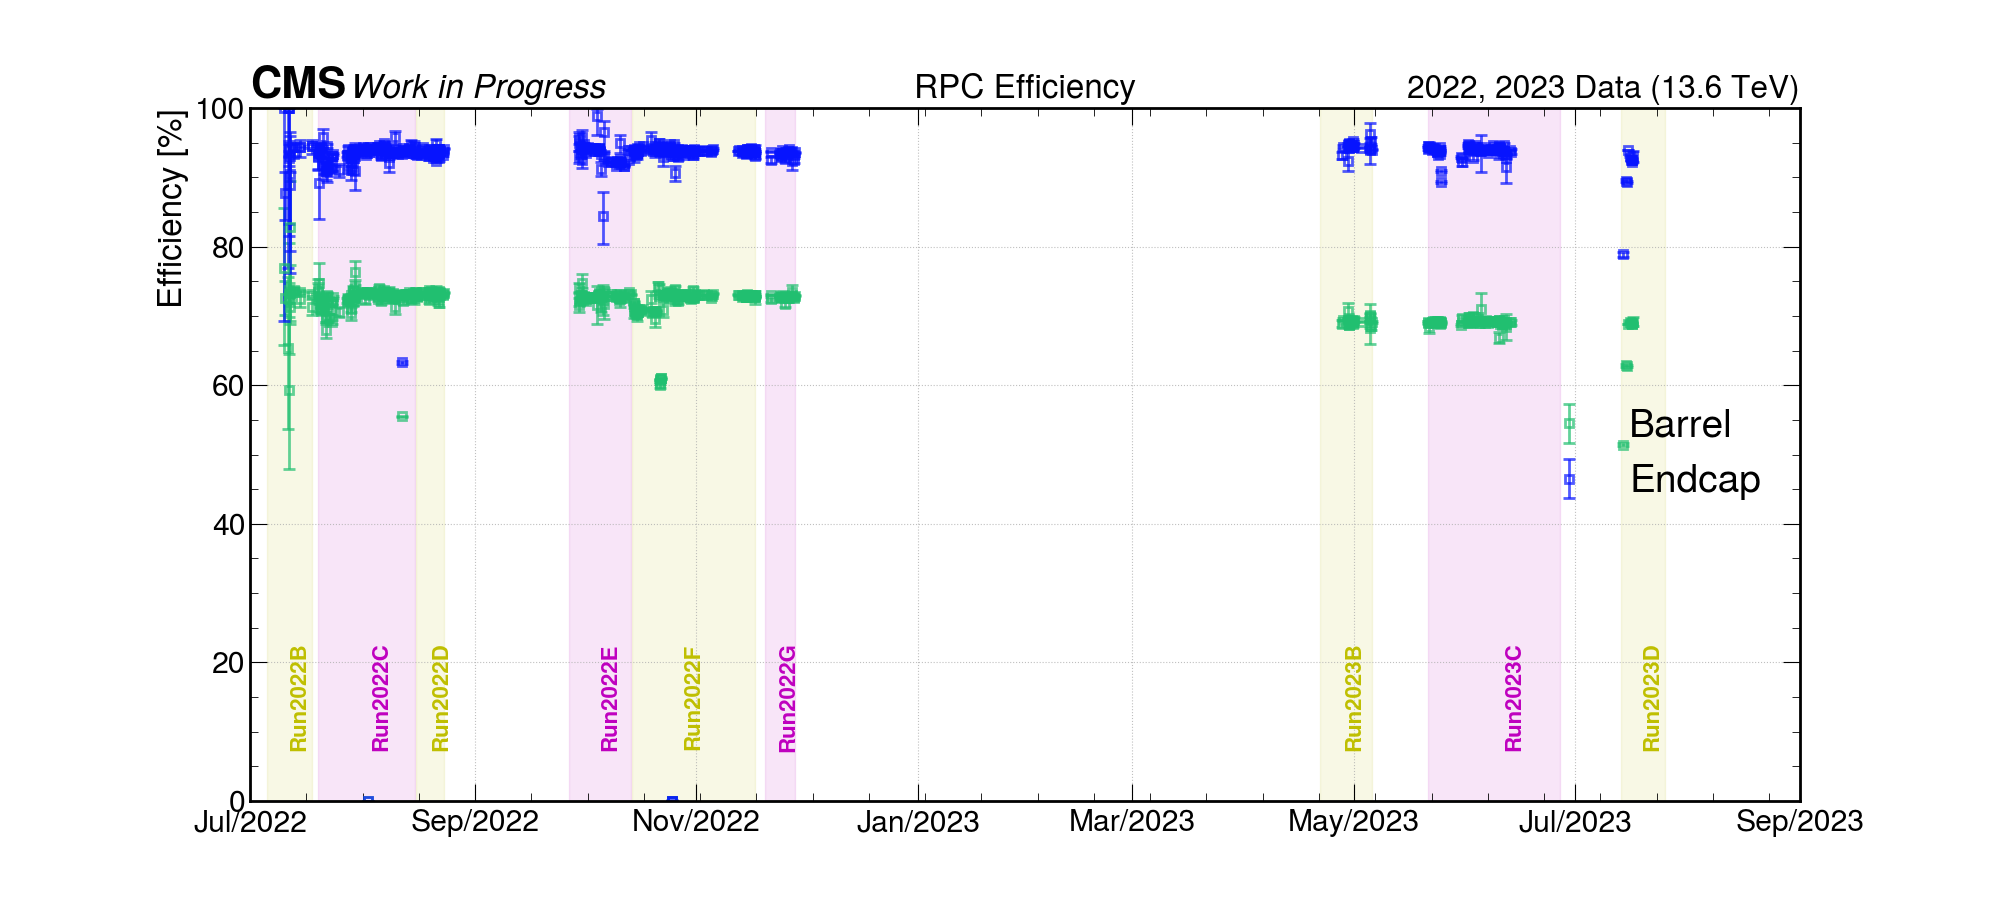 CMS Work in Progress RPC Efficiency 2022, 2023 Data (13.6 TeV)
Efficiency [%]
100
80
60
40
20
0
Barrel
Endcap
Run2022B
Run2022C
Run2022D
Run2022E
Run2022F
Run2022G
Run2023B
Run2023C
Run2023D
Jul/2022 Sep/2022 Nov/2022 Jan/2023 Mar/2023 May/2023 Jul/2023 Sep/2023